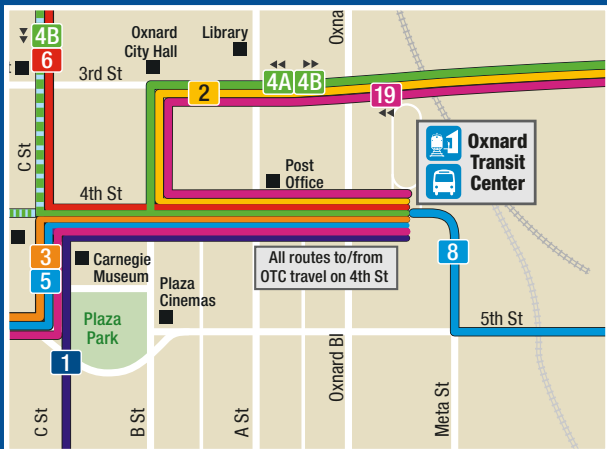 4B
6
Oxnard
City Hall
Library
Oxna
3rd St
2
4A
4B
19
C St
Oxnard
Transit
Center
Post
Office
4th St
3
5
Carnegie
Museum
All routes to/from
OTC travel on 4th St
8
Plaza
Cinemas
Plaza
Park
5th St
1
C St
B St
A St
Oxnard Bl
Meta St